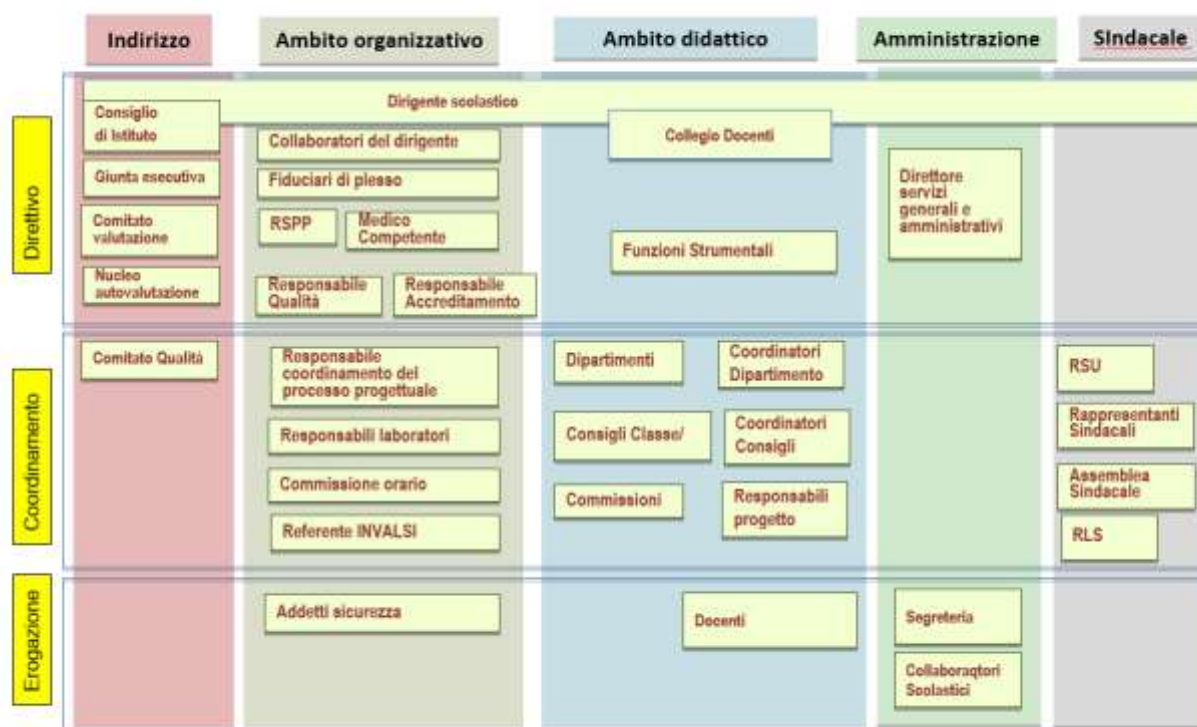 Indirizzo
Ambito organizzativo
Ambito didattico
Amministrazione
SIndacale
Direttivo
Dirigente scolastico
Consiglio
di Istituto
Giunta esecutiva
Comitato
valutazione
Nucleo
autovalutazione
Collaboratori del dirigente
Fiduciari di plesso
RSPP
Medico
Competente
Responsabile
Qualità
Responsabile
Accreditamento
Collegio Docenti
Funzioni Strumentali
Direttore
servizi
generali e
amministrativi
Coordinamento
Comitato Qualità
Responsabile
coordinamento del
processo progettuale
Responsabili laboratori
Commissione orario
Referente INVALSI
Dipartimenti
Coordinatori
Dipartimento
Consigli Classe/
Coordinatori
Consigli
Commissioni
Responsabili
progetto
RSU
Rappresentanti
Sindacali
Assemblea
Sindacale
RLS
Erogazione
Addetti sicurezza
Docenti
Segreteria
Collaboraqtori
Scolastici